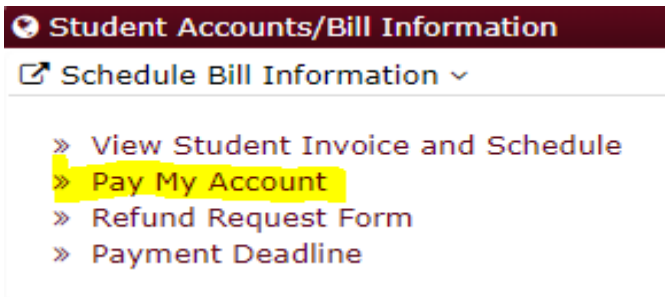 Student Accounts/Bill Information
Schedule Bill Information
» View Student Invoice and Schedule
» Pay My Account
» Refund Request Form
» Payment Deadline